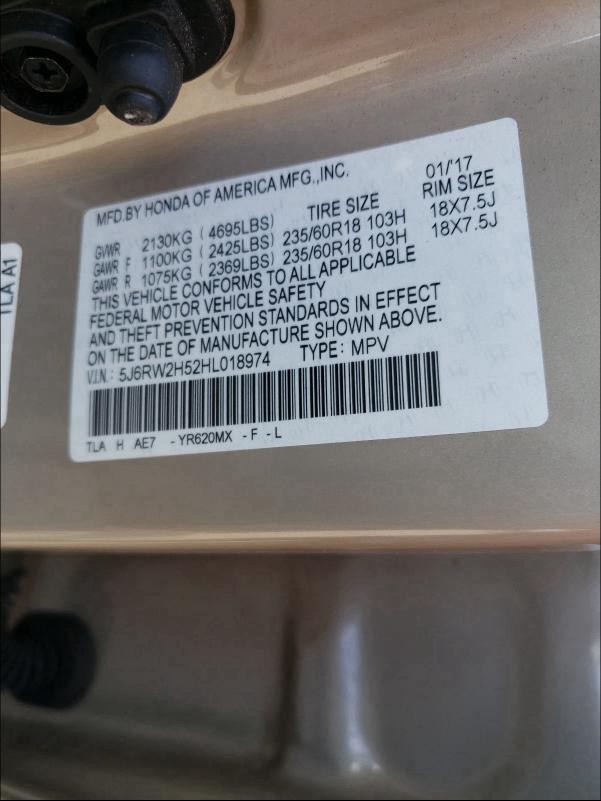 MFD.BY HONDA OF AMERICA MFG.,INC. 01/'17
TIRE SIZE RIM SIZE
GVWR 2130KG ( 4695LBS)
GAWR F 1100KG ( 2425LBS) 235/60R18 103H 18X7.5J
GAWR R 1075KG ( 2369LBS) 235/60R18 103H 18X7.5J
THIS VEHICLE CONFORMS TO ALL APPLICABLE
FEDERAL MOTOR VEHICLE SAFETY
AND THEFT PREVENTION STANDARDS IN EFFECT
ON THE DATE OF MANUFACTURE SHOWN ABOVE.
V.I.N.: 5J6RW2H52HL018974 TYPE: MPV
TLA H AE7 - YR620MX - F - L
TLA A1